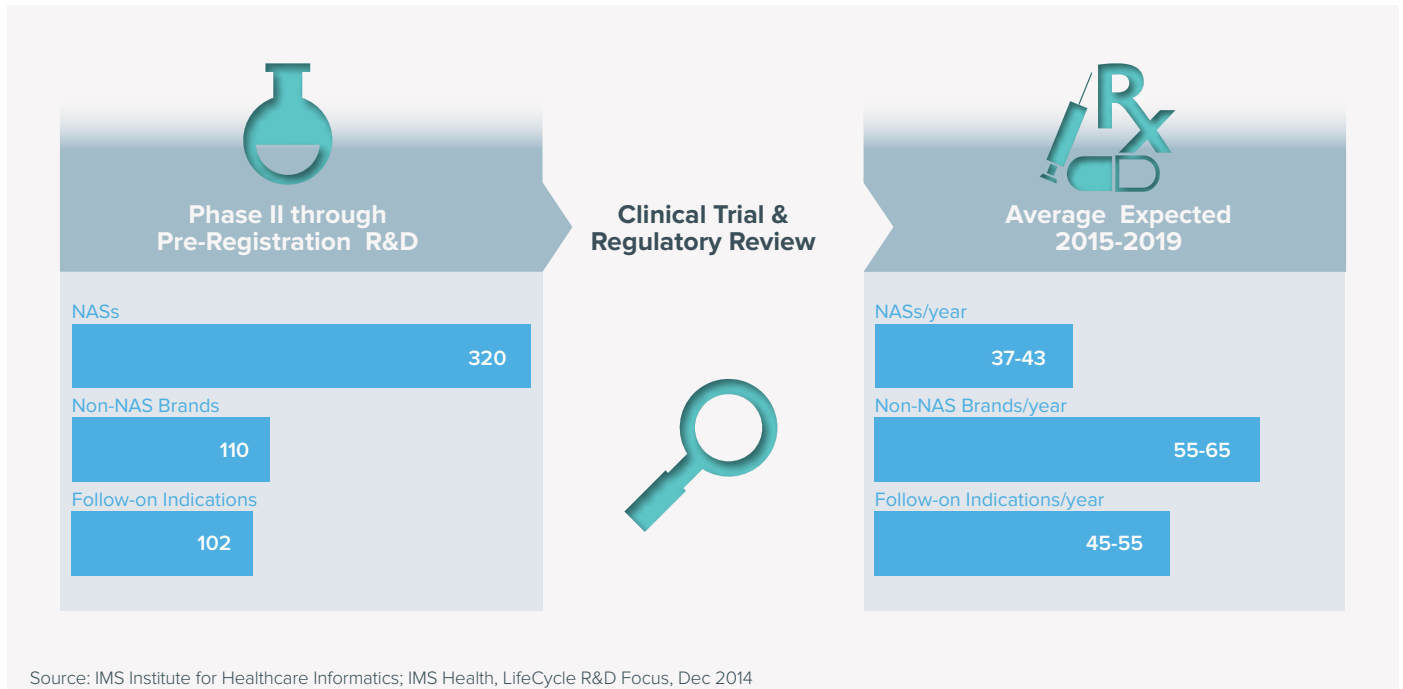 Phase II through
Pre-Registration R&D
NASs
320
Non-NAS Brands
110
Follow-on Indications
102
Clinical Trial &
Regulatory Review
Rx
Average Expected
2015-2019
NASs/year
37-43
Non-NAS Brands/year
55-65
Follow-on Indications/year
45-55
Source: IMS Institute for Healthcare Informatics; IMS Health, LifeCycle R&D Focus, Dec 2014